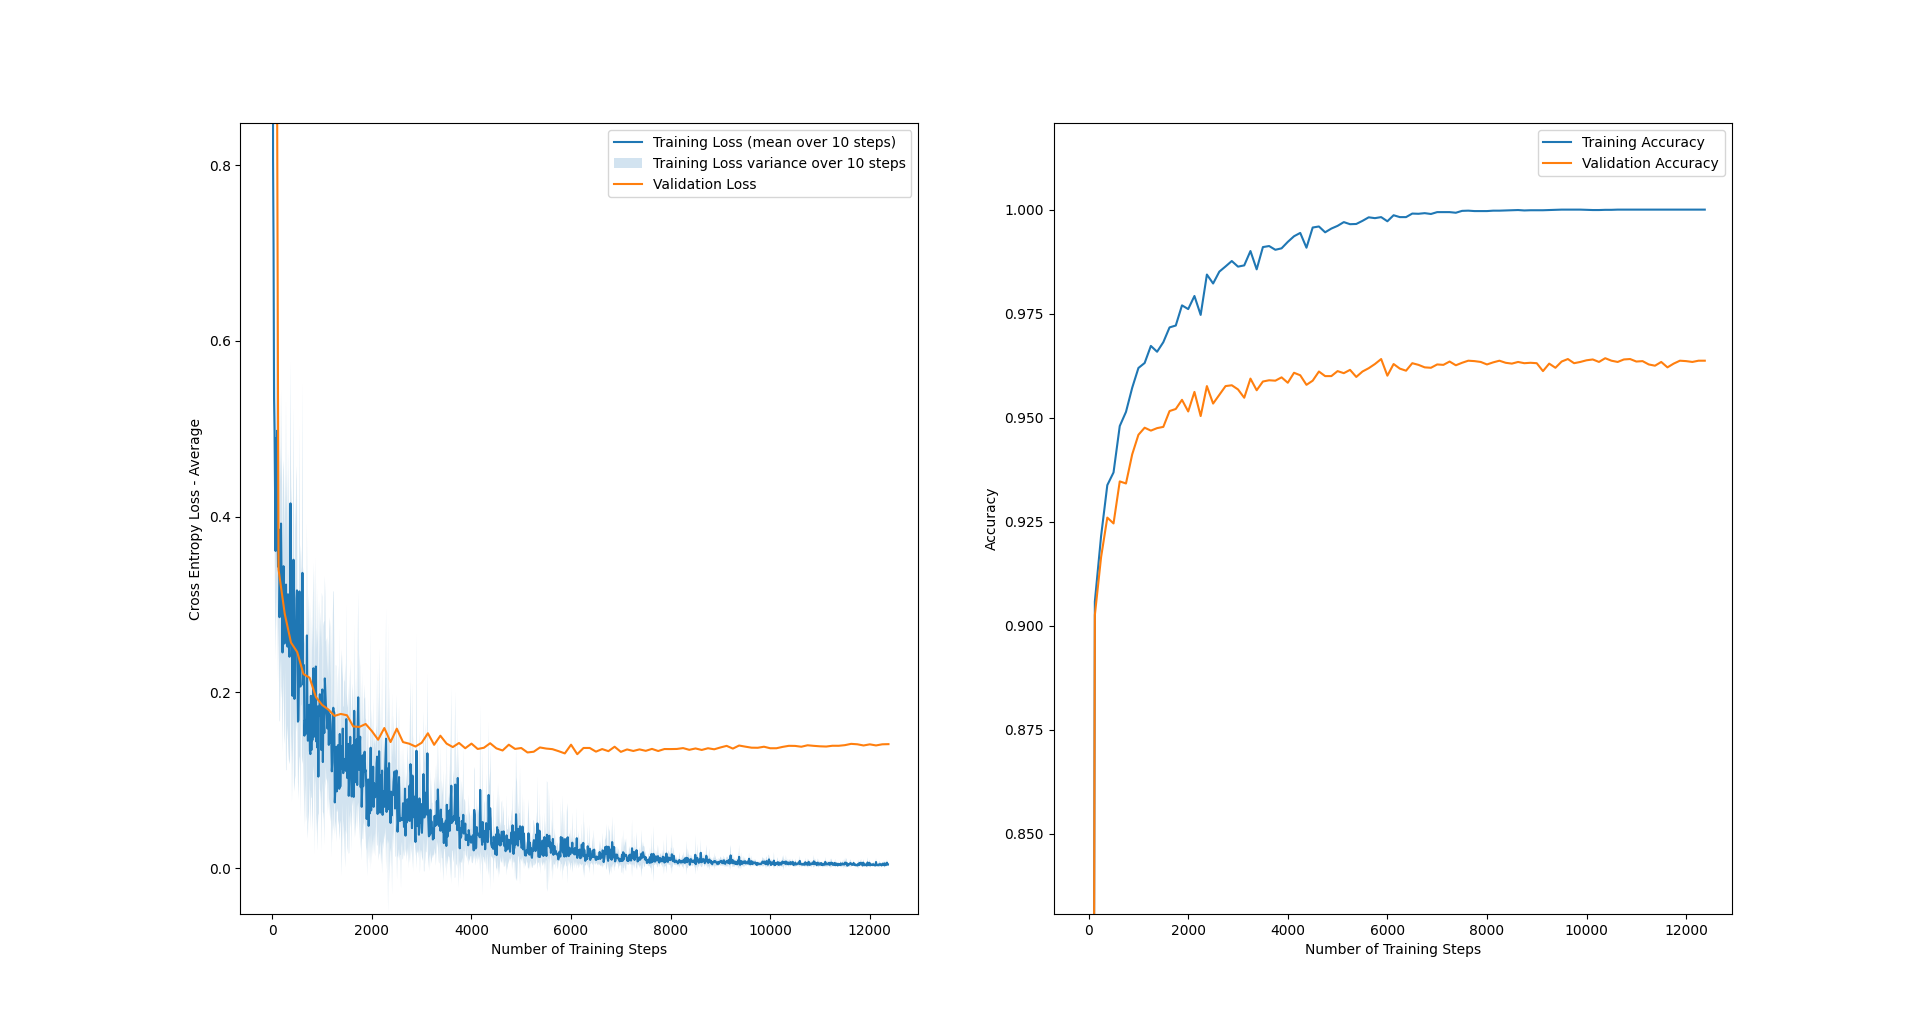 Training Loss (mean over 10 steps)
Training Loss variance over 10 steps
Validation Loss
0.8
0.6
0.4
0.2
0.0
Cross Entropy Loss - Average
0 2000 4000 6000 8000 10000 12000
Number of Training Steps
Training Accuracy
Validation Accuracy
1.000
0.975
0.950
0.925
0.900
0.875
0.850
Accuracy
0 2000 4000 6000 8000 10000 12000
Number of Training Steps